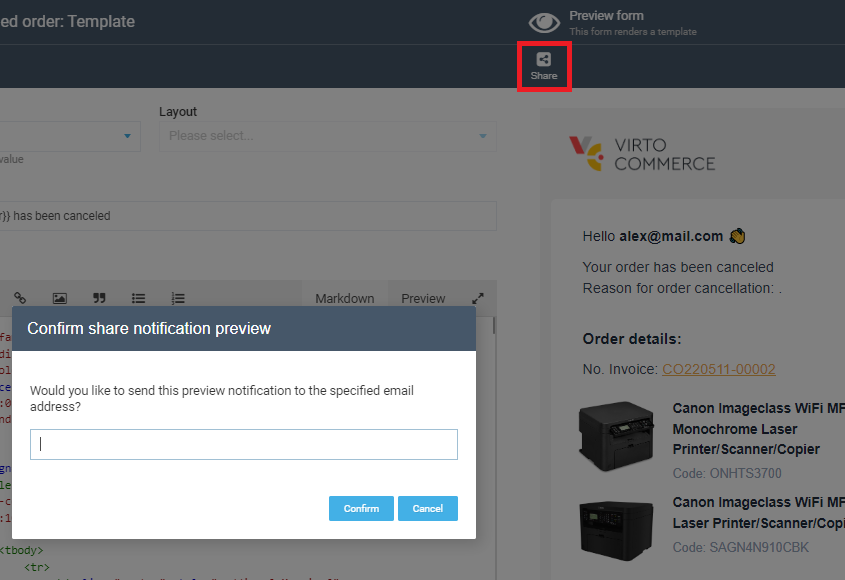 ed order: Template
Preview form
This form renders a template
Share
Layout
Please select...
value
r}} has been canceled
Markdown
Preview
VIRTO
COMMERCE
Hello alex@mail.com
Your order has been canceled
Reason for order cancellation: .
Order details:
No. Invoice: CO220511-00002
Canon Imageclass WiFi MF
Monochrome Laser
Printer/Scanner/Copier
Code: ONHTS3700
Canon Imageclass WiFi MF
Laser Printer/Scanner/Copi
Code: SAGN4N910CBK
Confirm share notification preview
Would you like to send this preview notification to the specified email
address?
Confirm
Cancel
<tbody>
<tr>